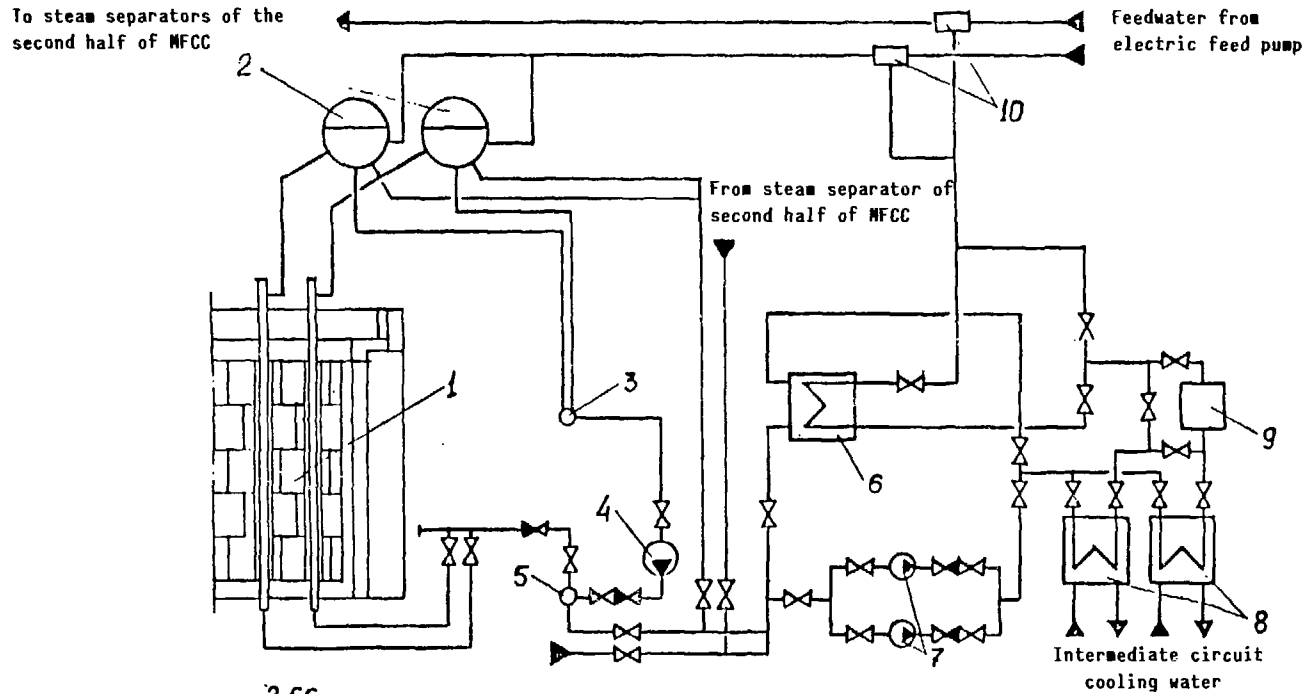 To steam separators of the
second half of MFCC
Feedwater from
electric feed pump
2
10
From steam separator of
second half of MFCC
1
3
4
5
6
9
7
8
Intermediate circuit
cooling water